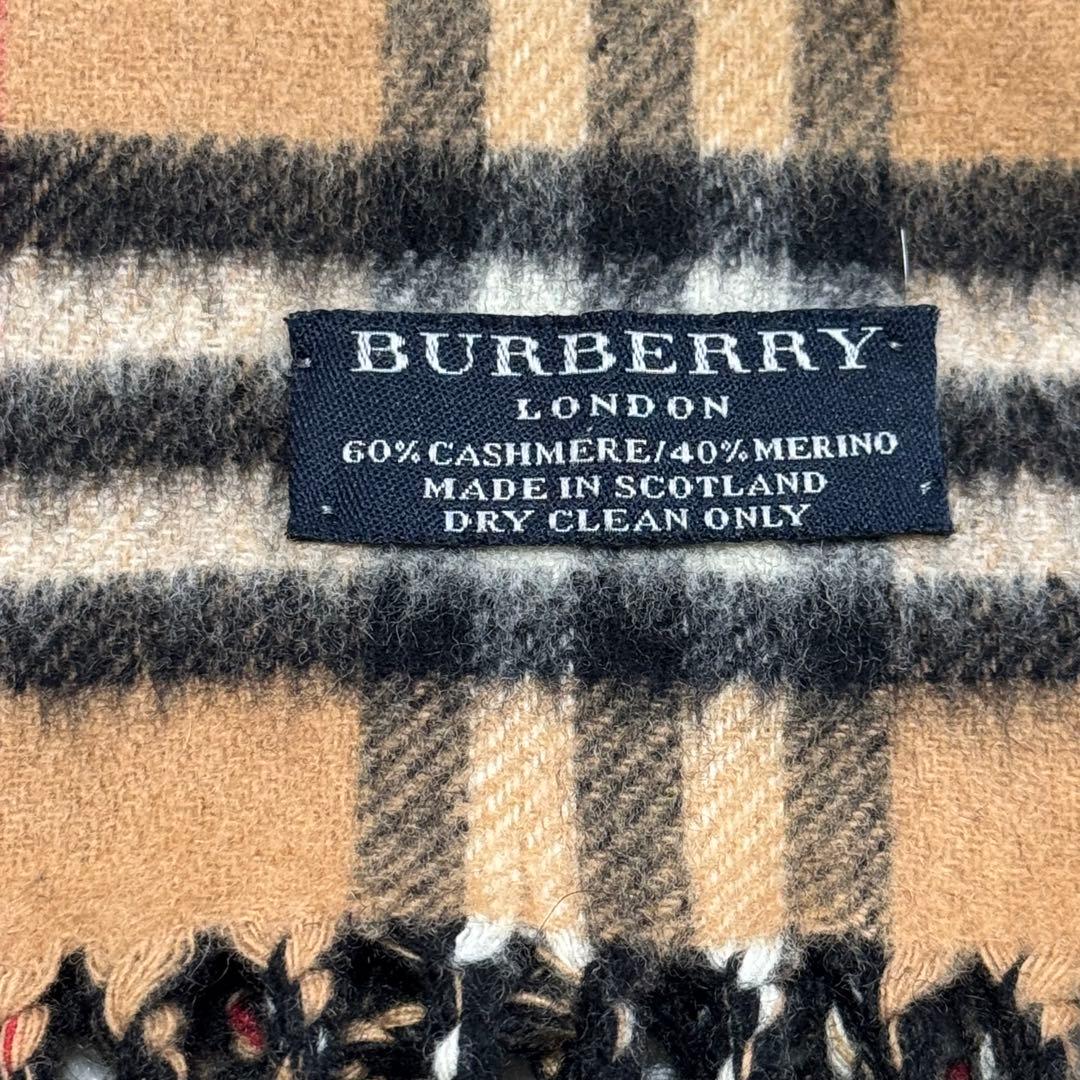 BURBERRY
LONDON
60% CASHMERE/40% MERINO
MADE IN SCOTLAND
DRY CLEAN ONLY